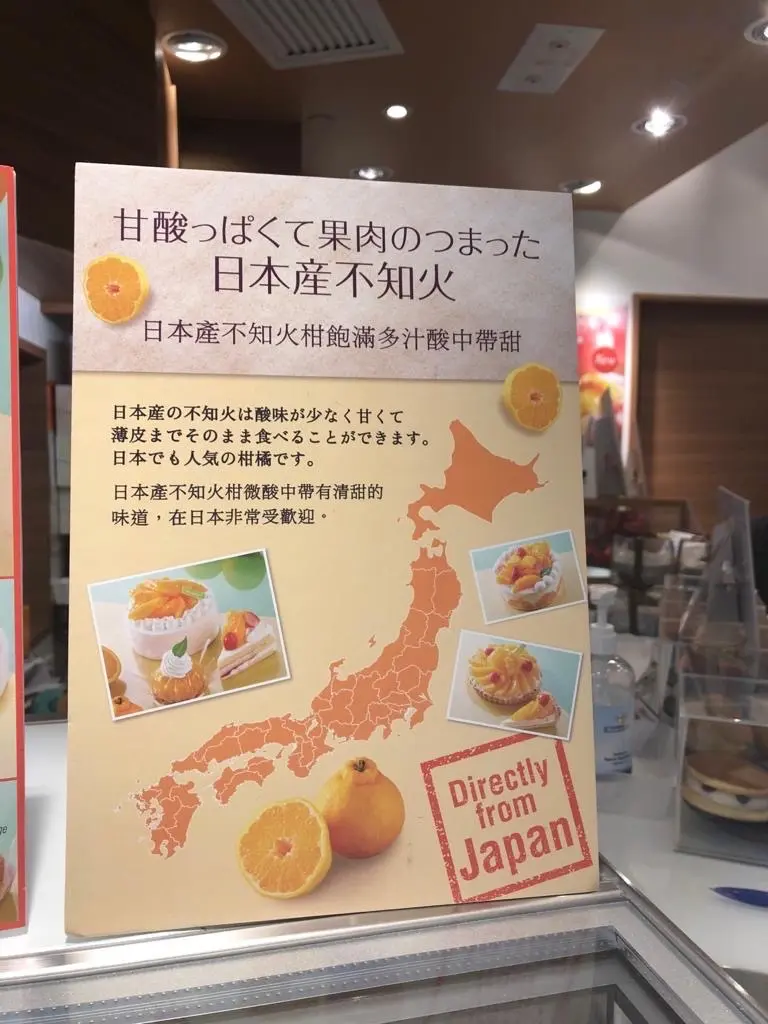 甘酸っぱくて果肉のつまった
日本産不知火
日本產不知火柑飽滿多汁酸中帶甜
日本産の不知火は酸味が少なく甘くて
薄皮までそのまま食べることができます。
日本でも人気の柑橘です。
日本產不知火柑微酸中帶有清甜的
味道，在日本非常受歡迎。
Directly
from
Japan
New